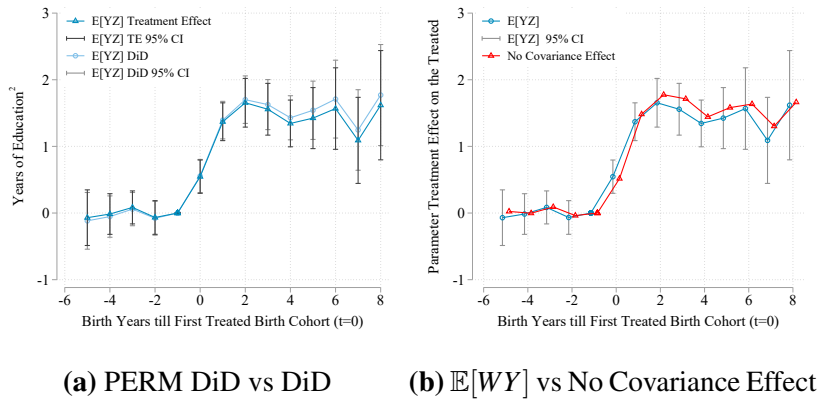 E[YZ] Treatment Effect
E[YZ] TE 95% CI
E[YZ] DiD
E[YZ] DiD 95% CI
Years of Education²
3
2
1
0
-1
-6 -4 -2 0 2 4 6 8
Birth Years till First Treated Birth Cohort (t=0)
(a) PERM DiD vs DiD
E[YZ]
E[YZ] 95% CI
No Covariance Effect
Parameter Treatment Effect on the Treated
3
2
1
0
-1
-6 -4 -2 0 2 4 6 8
Birth Years till First Treated Birth Cohort (t=0)
(b) 𝔼[WY] vs No Covariance Effect